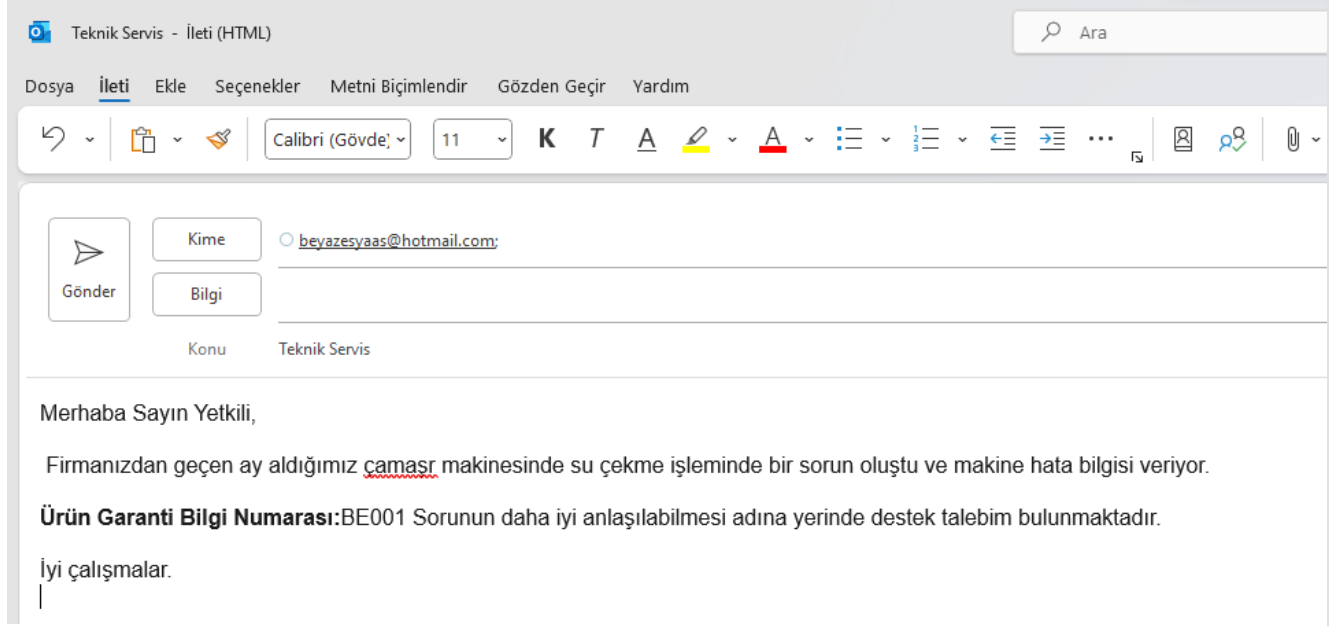 Teknik Servis - İleti (HTML)
Ara
Dosya İleti Ekle Seçenekler Metni Biçimlendir Gözden Geçir Yardım
Calibri (Gövde) 11 K T A A
Kime beyazesyaas@hotmail.com;
Gönder
Bilgi
Konu Teknik Servis
Merhaba Sayın Yetkili,
Firmanızdan geçen ay aldığımız çamaşr makinesinde su çekme işleminde bir sorun oluştu ve makine hata bilgisi veriyor.
Ürün Garanti Bilgi Numarası:BE001 Sorunun daha iyi anlaşılabilmesi adına yerinde destek talebim bulunmaktadır.
İyi çalışmalar.